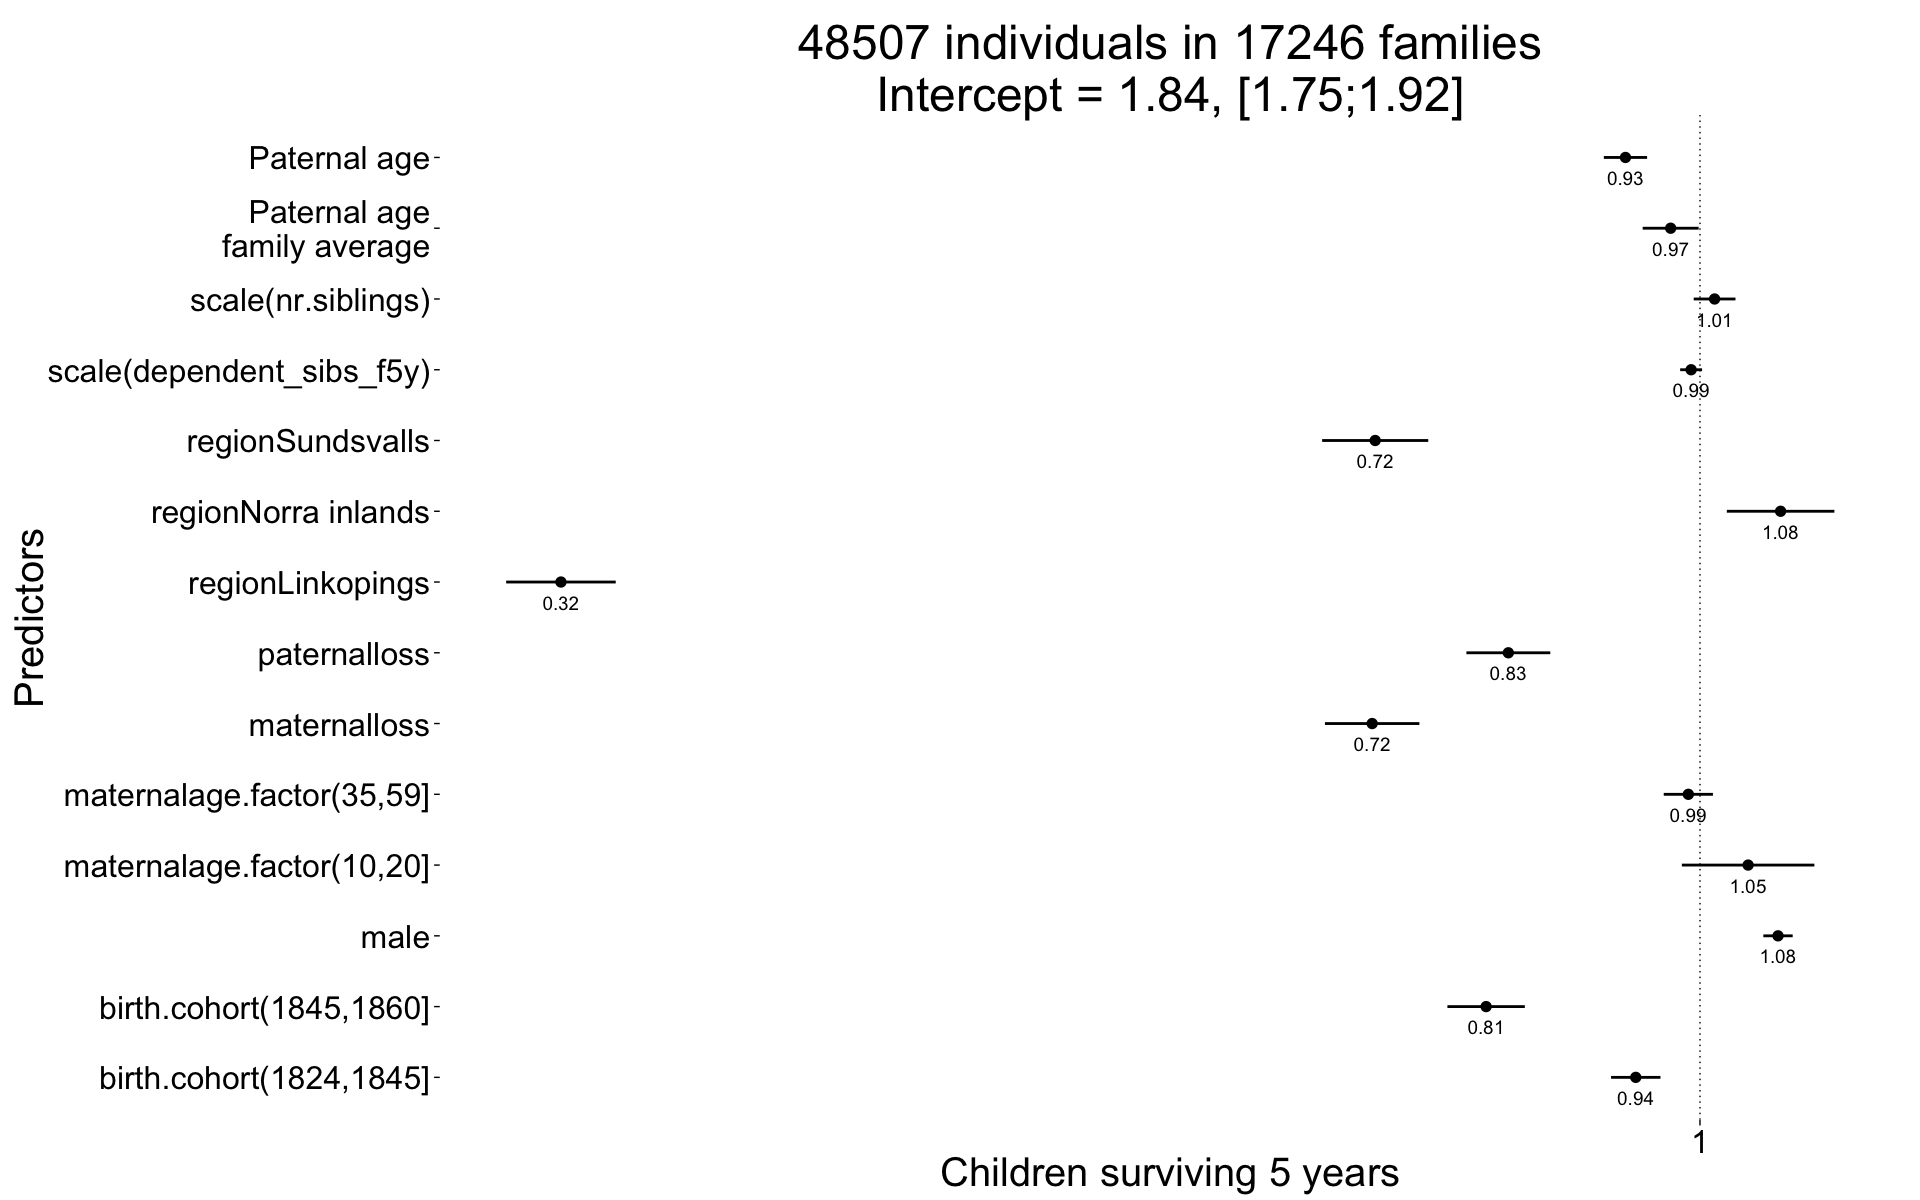 48507 individuals in 17246 families
Intercept = 1.84, [1.75;1.92]
Predictors
Paternal age
0.93
Paternal age
family average
0.97
scale(nr.siblings)
1.01
scale(dependent_sibs_f5y)
0.99
regionSundsvalls
0.72
regionNorra inlands
1.08
regionLinkopings
0.32
paternalloss
0.83
maternalloss
0.72
maternalage.factor(35,59]
0.99
maternalage.factor(10,20]
1.05
male
1.08
birth.cohort(1845,1860]
0.81
birth.cohort(1824,1845]
0.94
1
Children surviving 5 years